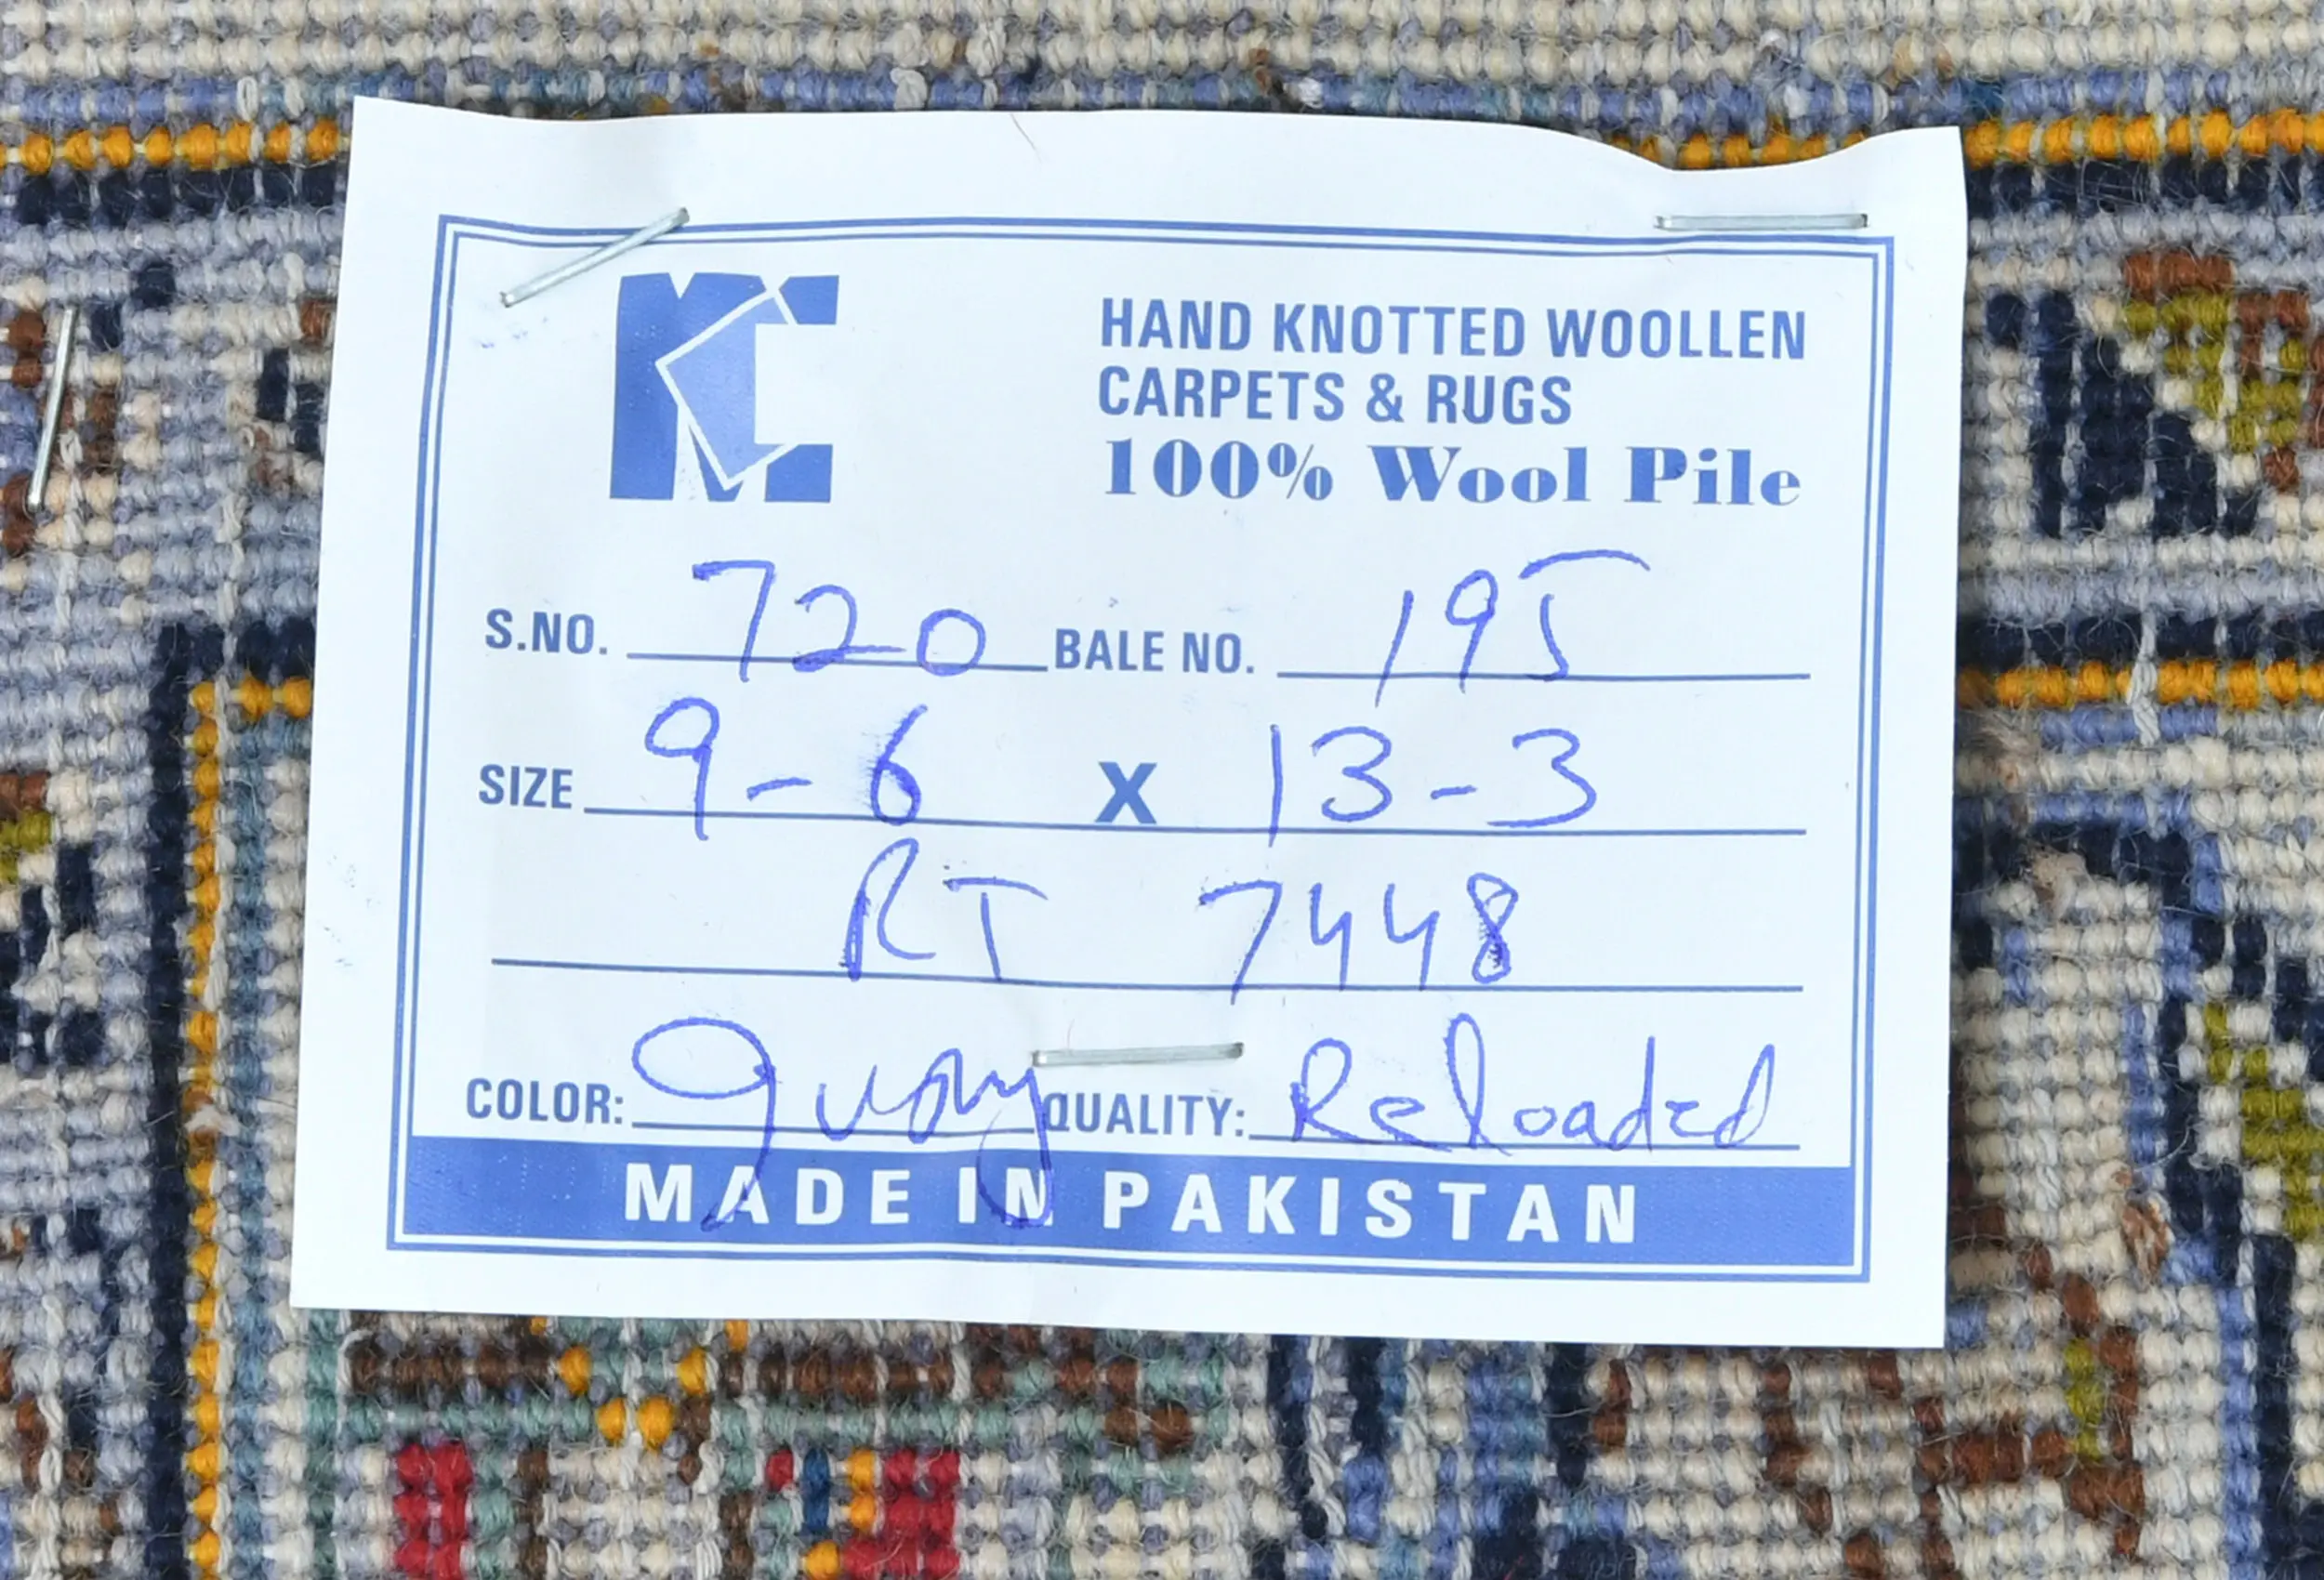 MC
HAND KNOTTED WOOLLEN
CARPETS & RUGS
100% Wool Pile
S.NO. 720 BALE NO. 195
SIZE 9-6 X 13-3
RT 7448
COLOR: QUALITY: Reloaded
MADE IN PAKISTAN